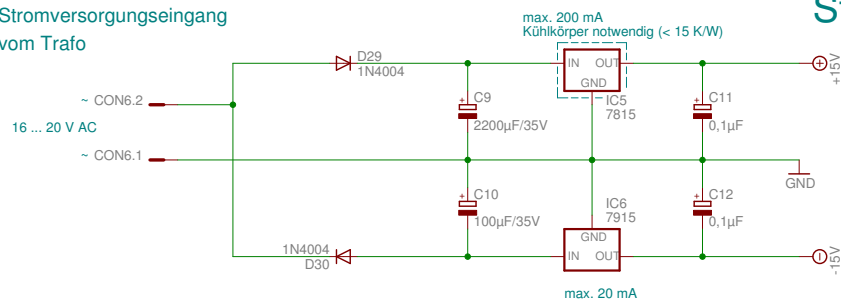 Stromversorgungseingang
vom Trafo
max. 200 mA
Kühlkörper notwendig (< 15 K/W)
D29
1N4004
IN OUT
GND
IC5
7815
+15V
~ CON6.2
C9
2200µF/35V
C11
0,1µF
16 ... 20 V AC
~ CON6.1
GND
C10
100µF/35V
IC6
7915
C12
0,1µF
1N4004
D30
GND
IN OUT
-15V
max. 20 mA